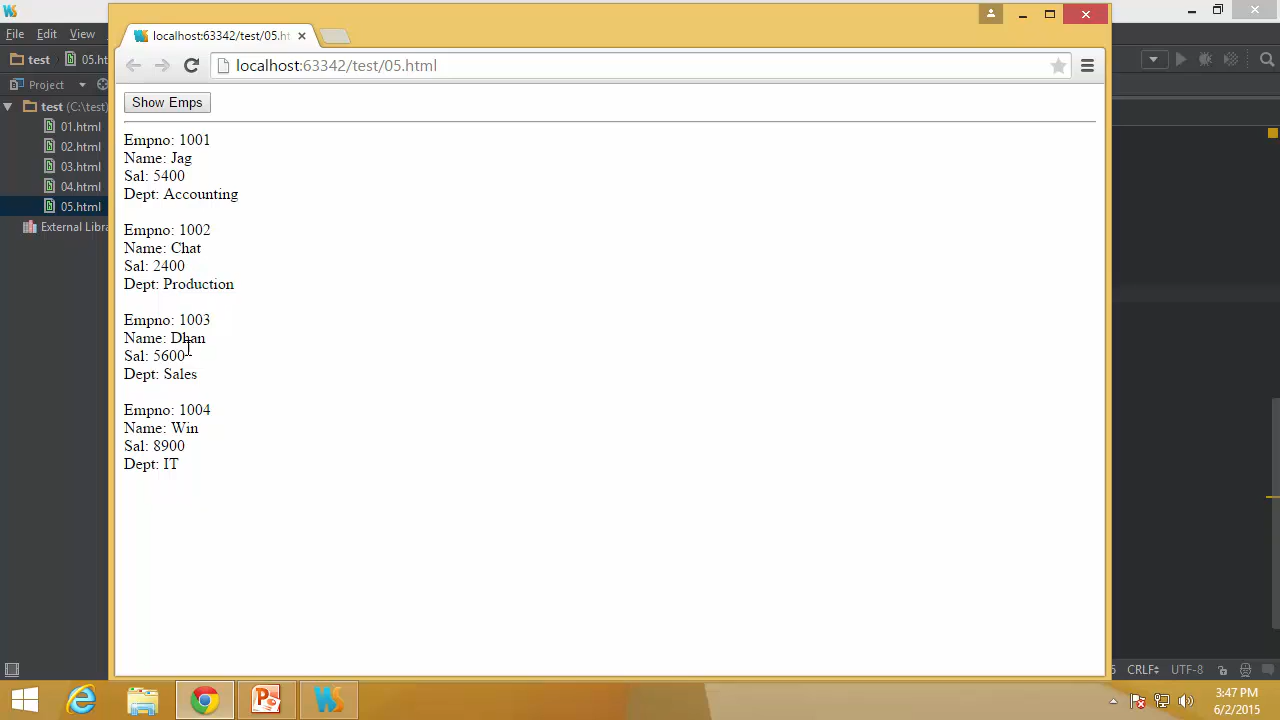 File Edit View
test 05.ht
Project
test (C:\test)
01.html
02.html
03.html
04.html
05.html
External Libra
localhost:63342/test/05.ht
localhost:63342/test/05.html
Show Emps
Empno: 1001
Name: Jag
Sal: 5400
Dept: Accounting
Empno: 1002
Name: Chat
Sal: 2400
Dept: Production
Empno: 1003
Name: Dhan
Sal: 5600
Dept: Sales
Empno: 1004
Name: Win
Sal: 8900
Dept: IT
CRLF UTF-8
3:47 PM
6/2/2015